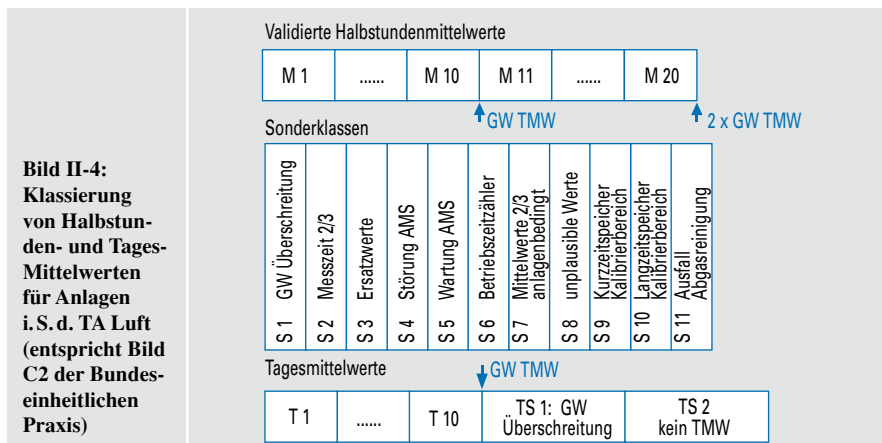 Bild II-4:
Klassierung
von Halbstun-
den- und Tages-
Mittelwerten
für Anlagen
i. S. d. TA Luft
(entspricht Bild
C2 der Bundes-
einheitlichen
Praxis)
Validierte Halbstundenmittelwerte
M 1 ...... M 10 M 11 ...... M 20
GW TMW 2 x GW TMW
Sonderklassen
S 1 GW Überschreitung
S 2 Messzeit 2/3
S 3 Ersatzwerte
S 4 Störung AMS
S 5 Wartung AMS
S 6 Betriebszeitzähler
S 7 Mittelwerte 2/3
anlagenbedingt
S 8 unplausible Werte
S 9 Kurzzeitspeicher
Kalibrierbereich
S 10 Langzeitspeicher
Kalibrierbereich
S 11 Ausfall
Abgasreinigung
Tagesmittelwerte GW TMW
T 1 ...... T 10
TS 1: GW
Überschreitung
TS 2
kein TMW